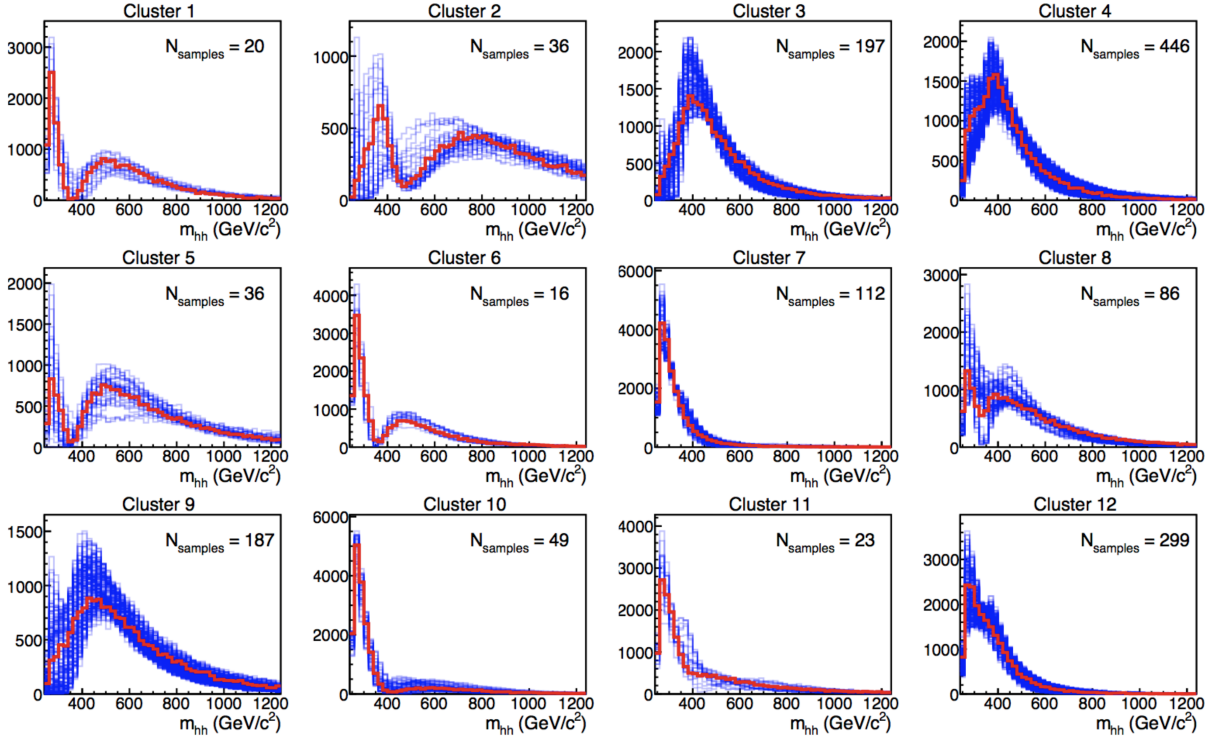 Cluster 1
N_samples = 20
3000
2000
1000
0
400 600 800 1000 1200
m_hh (GeV/c²)
Cluster 2
N_samples = 36
1000
500
0
400 600 800 1000 1200
m_hh (GeV/c²)
Cluster 3
N_samples = 197
2000
1500
1000
500
0
400 600 800 1000 1200
m_hh (GeV/c²)
Cluster 4
N_samples = 446
2000
1500
1000
500
0
400 600 800 1000 1200
m_hh (GeV/c²)
Cluster 5
N_samples = 36
2000
1500
1000
500
0
400 600 800 1000 1200
m_hh (GeV/c²)
Cluster 6
N_samples = 16
4000
3000
2000
1000
0
400 600 800 1000 1200
m_hh (GeV/c²)
Cluster 7
N_samples = 112
6000
4000
2000
0
400 600 800 1000 1200
m_hh (GeV/c²)
Cluster 8
N_samples = 86
3000
2000
1000
0
400 600 800 1000 1200
m_hh (GeV/c²)
Cluster 9
N_samples = 187
1500
1000
500
0
400 600 800 1000 1200
m_hh (GeV/c²)
Cluster 10
N_samples = 49
6000
4000
2000
0
400 600 800 1000 1200
m_hh (GeV/c²)
Cluster 11
N_samples = 23
4000
3000
2000
1000
0
400 600 800 1000 1200
m_hh (GeV/c²)
Cluster 12
N_samples = 299
4000
3000
2000
1000
0
400 600 800 1000 1200
m_hh (GeV/c²)